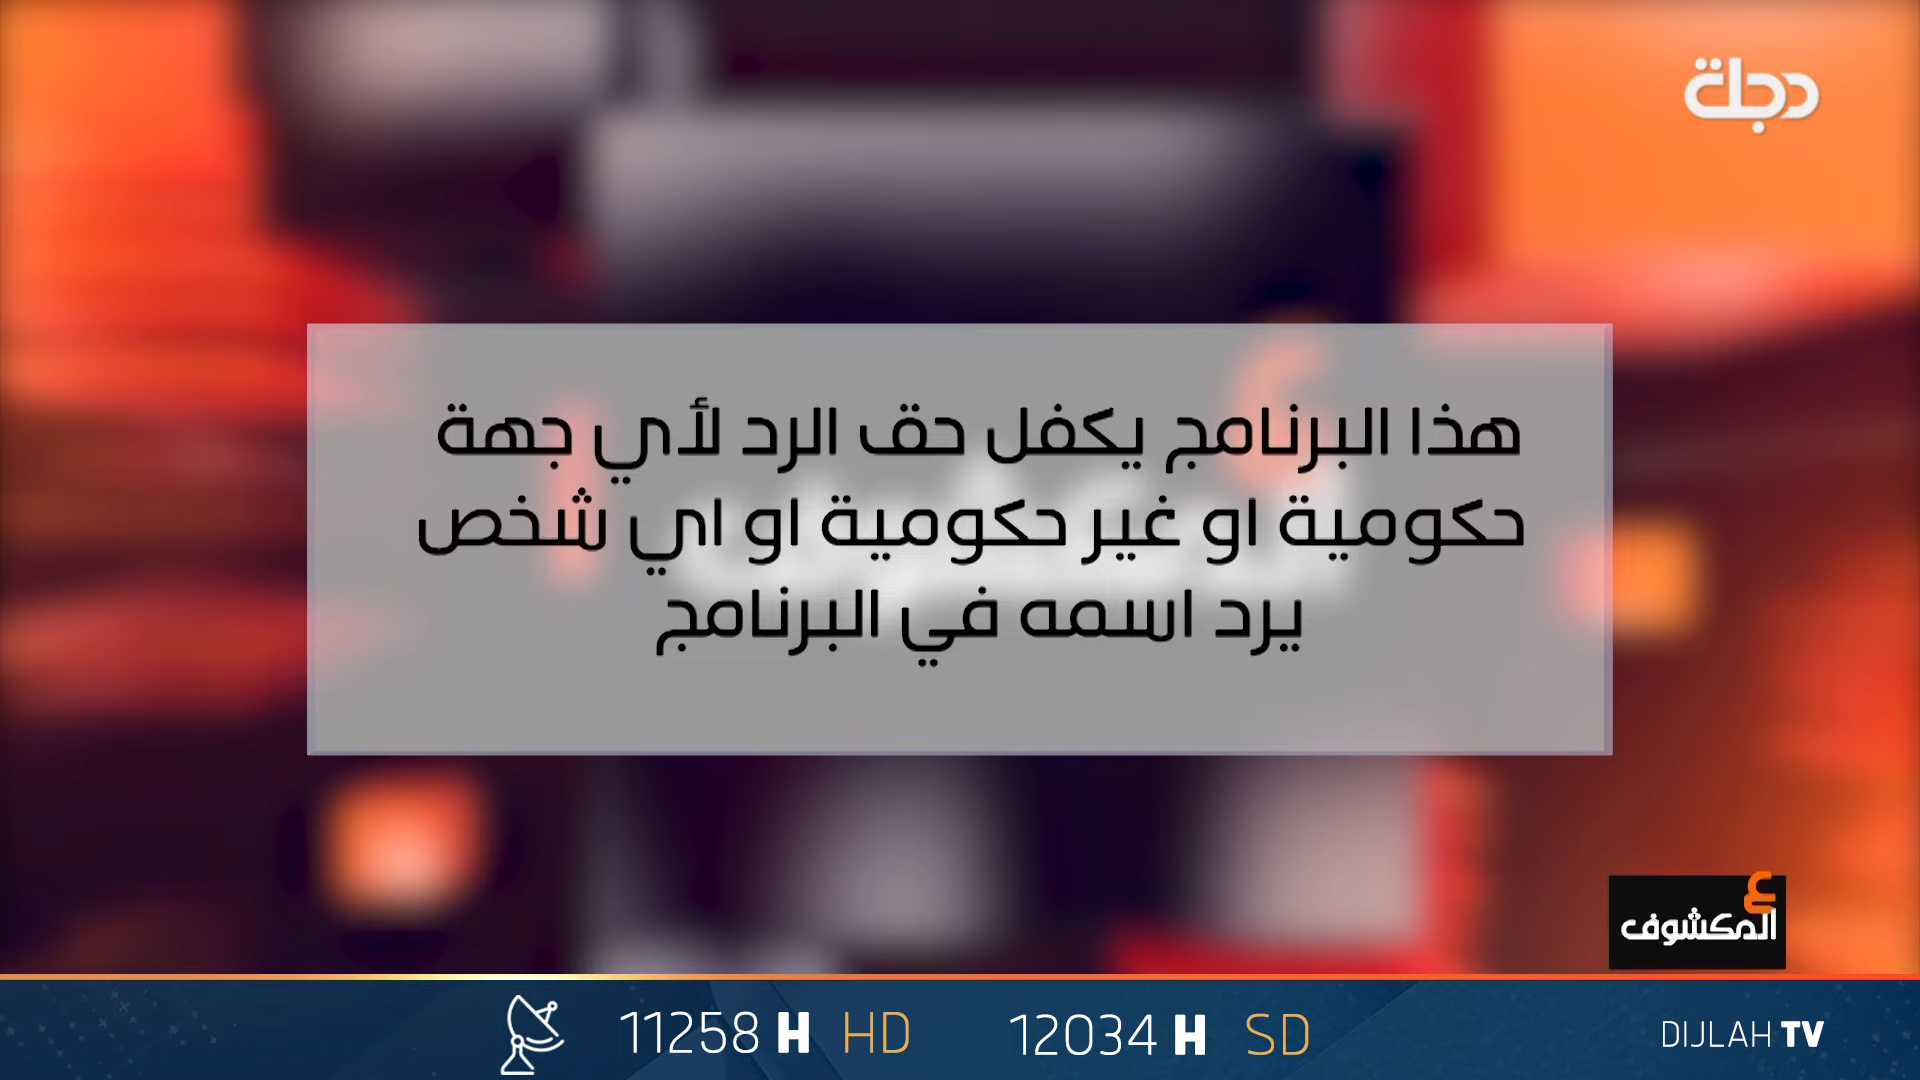 دجلة
هذا البرنامج يكفل حق الرد لأي جهة
حكومية او غير حكومية او اي شخص
يرد اسمه في البرنامج
ع المكشوف
11258 H HD 12034 H SD DIJLAH TV